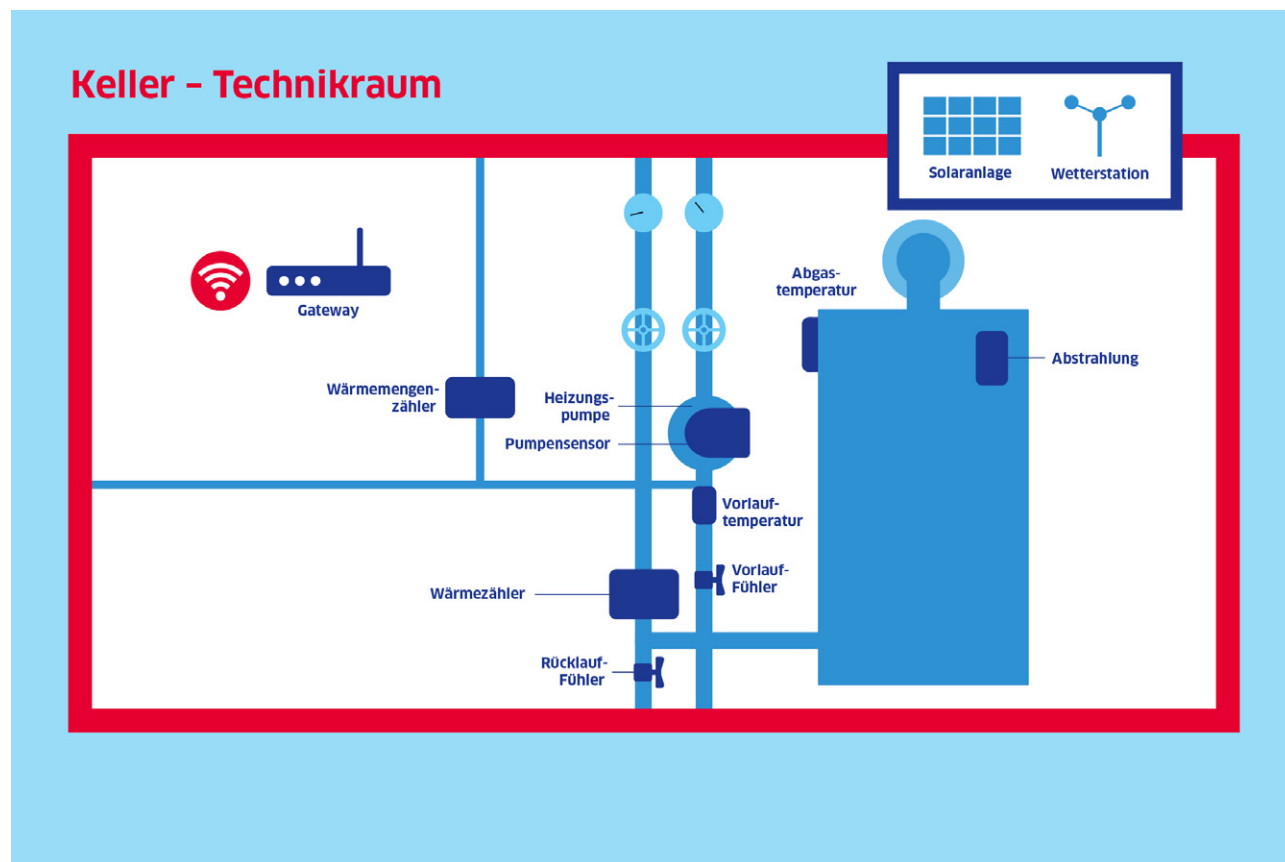 Keller – Technikraum
Solaranlage
Wetterstation
Gateway
Abgas-
temperatur
Abstrahlung
Wärmemengen-
zähler
Heizungs-
pumpe
Pumpensensor
Vorlauf-
temperatur
Wärmezähler
Vorlauf-
Fühler
Rücklauf-
Fühler